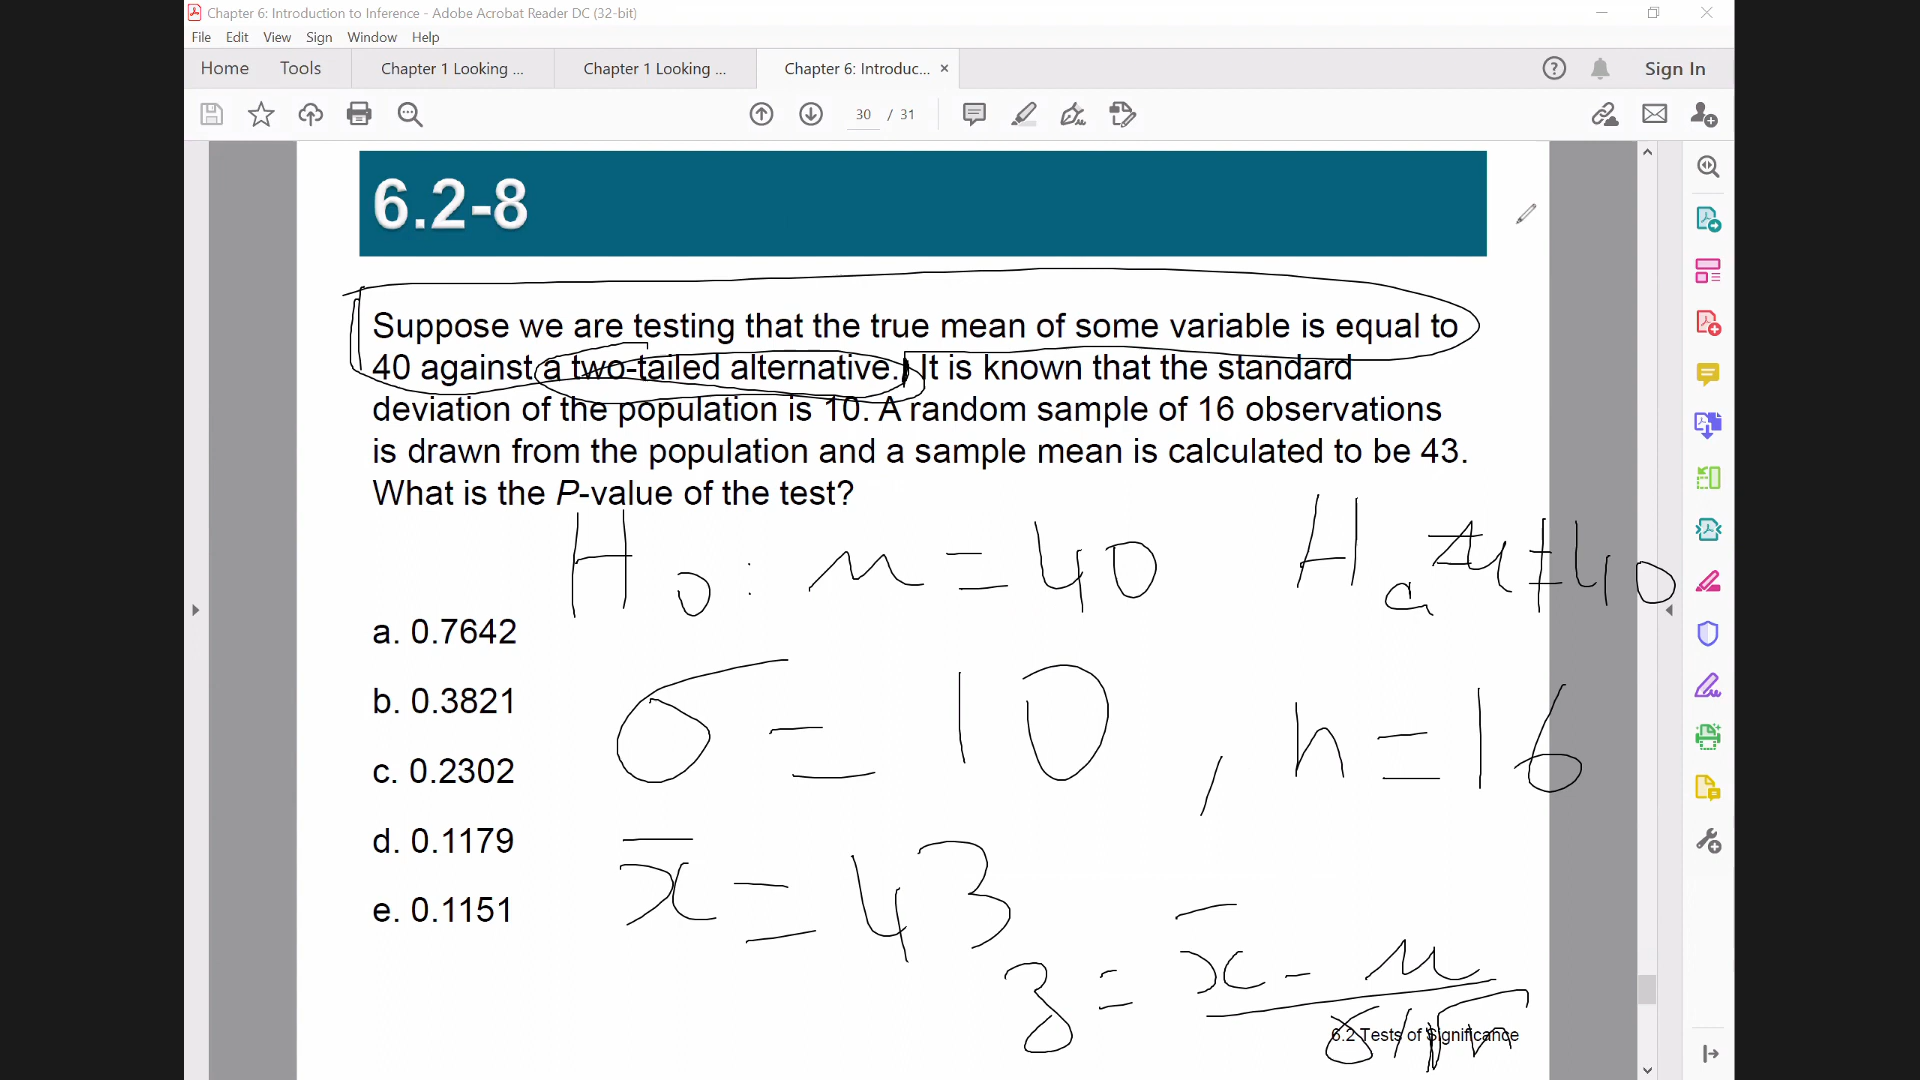 Chapter 6: Introduction to Inference - Adobe Acrobat Reader DC (32-bit)
File Edit View Sign Window Help
Home Tools Chapter 1 Looking ... Chapter 1 Looking ... Chapter 6: Introduc... × Sign In
30 / 31
6.2-8
Suppose we are testing that the true mean of some variable is equal to
40 against a two-tailed alternative. It is known that the standard
deviation of the population is 10. A random sample of 16 observations
is drawn from the population and a sample mean is calculated to be 43.
What is the P-value of the test?
H0: μ = 40 Ha: μ ≠ 40
a. 0.7642
b. 0.3821
σ = 10, n = 16
c. 0.2302
d. 0.1179
x̄ = 43
e. 0.1151
z = x̄ - μ
σ/√n
6.2 Tests of Significance